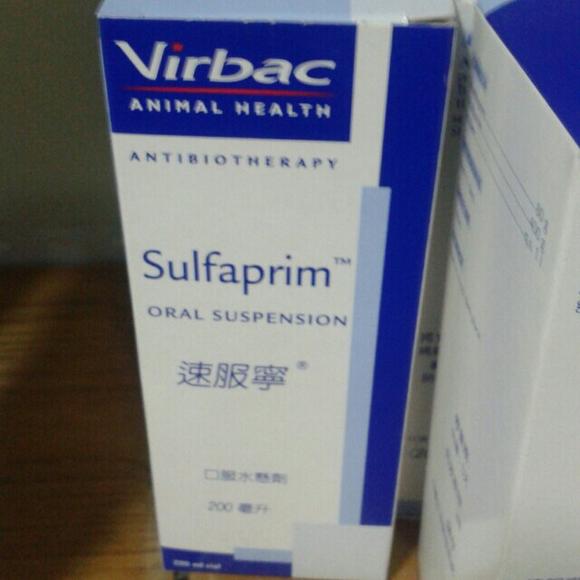 Virbac
ANIMAL HEALTH
ANTIBIOTHERAPY
Sulfaprim™
ORAL SUSPENSION
速服寧®
口服水懸劑
200 毫升